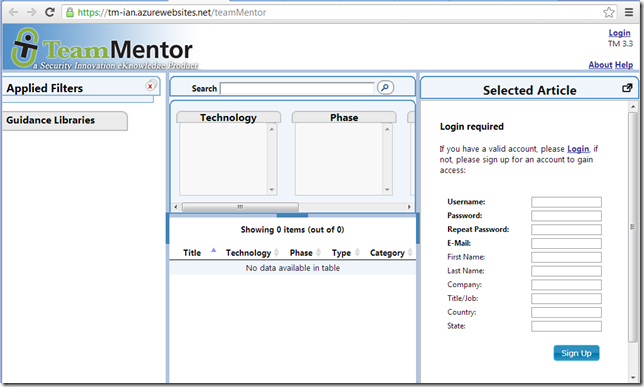 https://tm-ian.azurewebsites.net/teamMentor
TeamMentor
a Security Innovation eKnowledge Product
Login
TM 3.3
About Help
Applied Filters
Guidance Libraries
Search
Technology Phase
Showing 0 items (out of 0)
Title Technology Phase Type Category
No data available in table
Selected Article
Login required
If you have a valid account, please Login, if
not, please sign up for an account to gain
access:
Username:
Password:
Repeat Password:
E-Mail:
First Name:
Last Name:
Company:
Title/Job:
Country:
State:
Sign Up